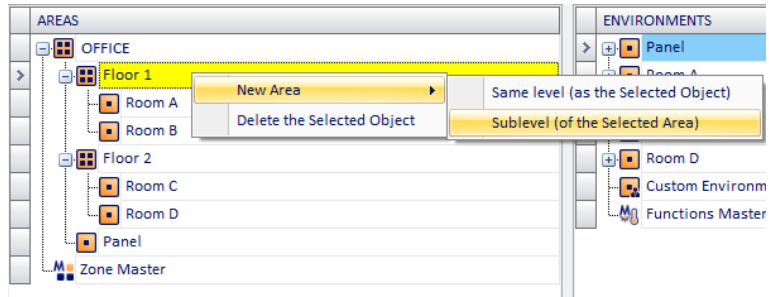 AREAS
OFFICE
Floor 1
Room A
Room B
Floor 2
Room C
Room D
Panel
Zone Master
New Area
Delete the Selected Object
Same level (as the Selected Object)
Sublevel (of the Selected Area)
ENVIRONMENTS
Panel
Room A
Room D
Custom Environm
Functions Master